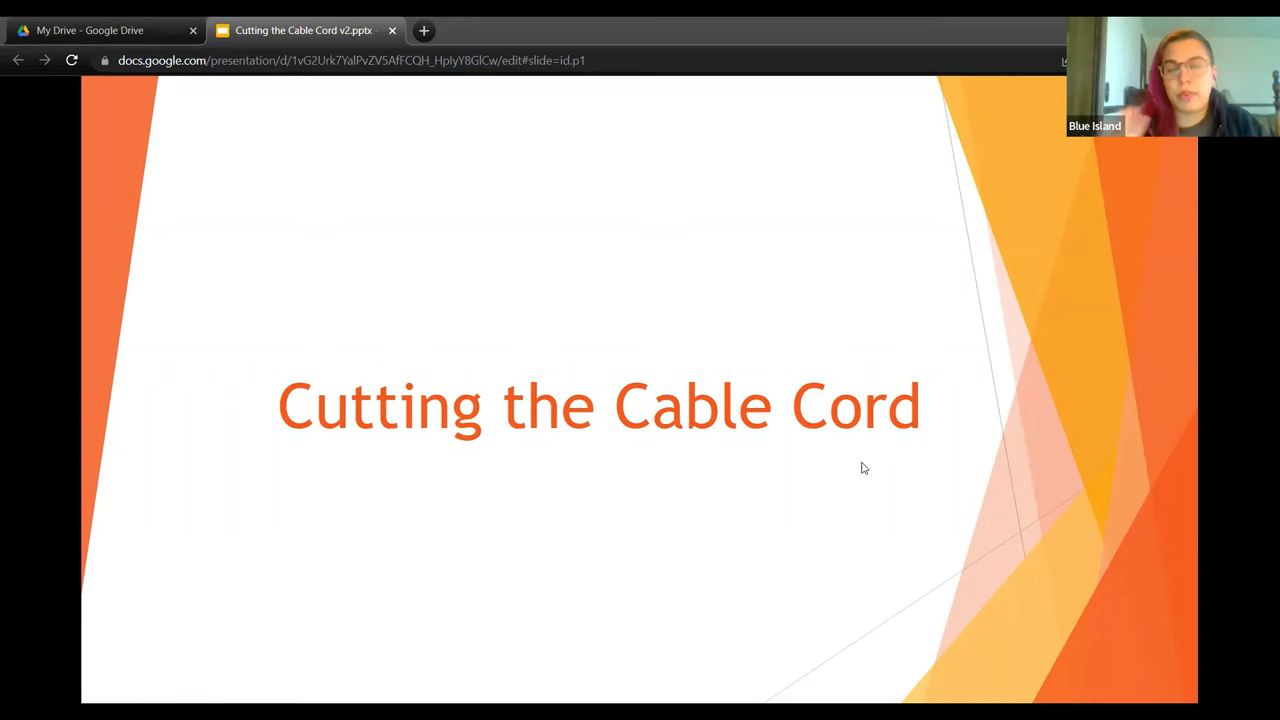 My Drive - Google Drive
Cutting the Cable Cord v2.pptx
docs.google.com/presentation/d/1vG2Urk7YalPvZV5AfFCQH_HpIyY8GlCw/edit#slide=id.p1
Blue Island
Cutting the Cable Cord